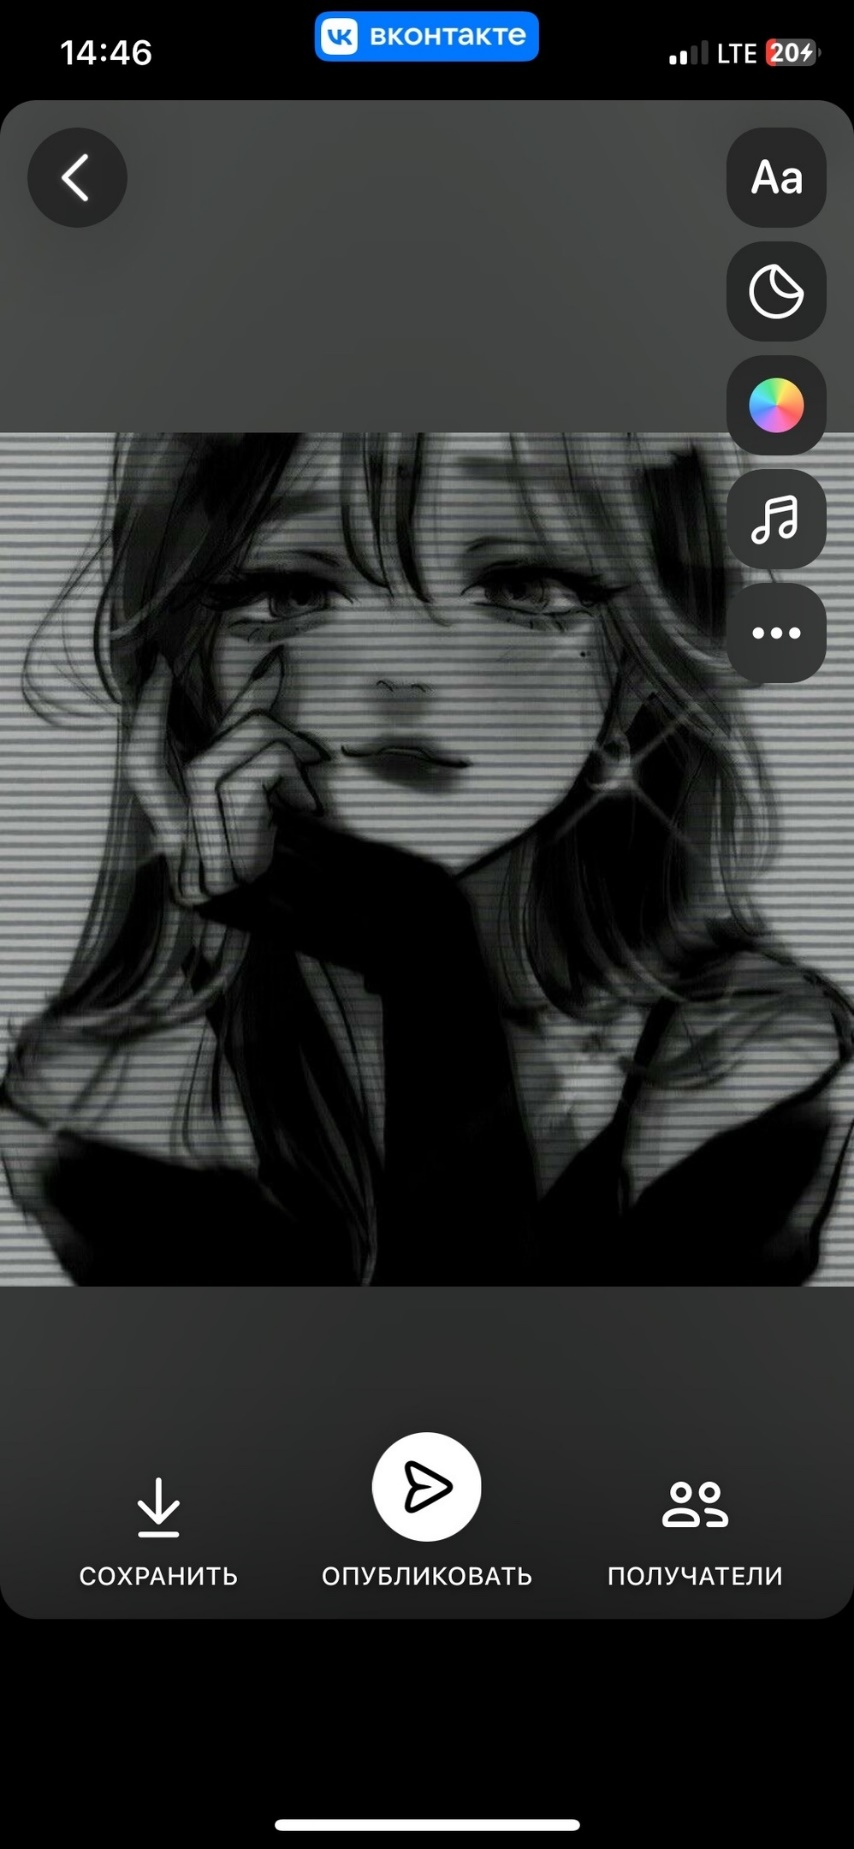 14:46
вконтакте
LTE
20
Aa
СОХРАНИТЬ
ОПУБЛИКОВАТЬ
ПОЛУЧАТЕЛИ